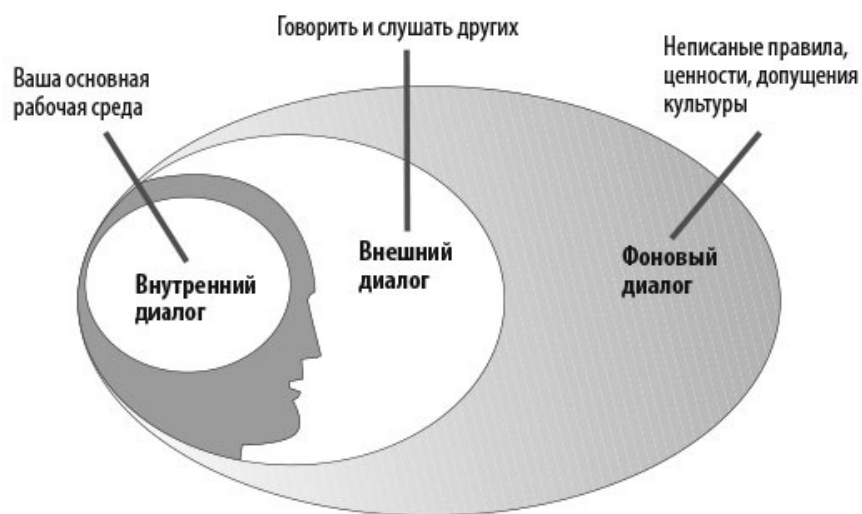 Говорить и слушать других
Неписаные правила,
ценности, допущения
культуры
Ваша основная
рабочая среда
Внутренний
диалог
Внешний
диалог
Фоновый
диалог